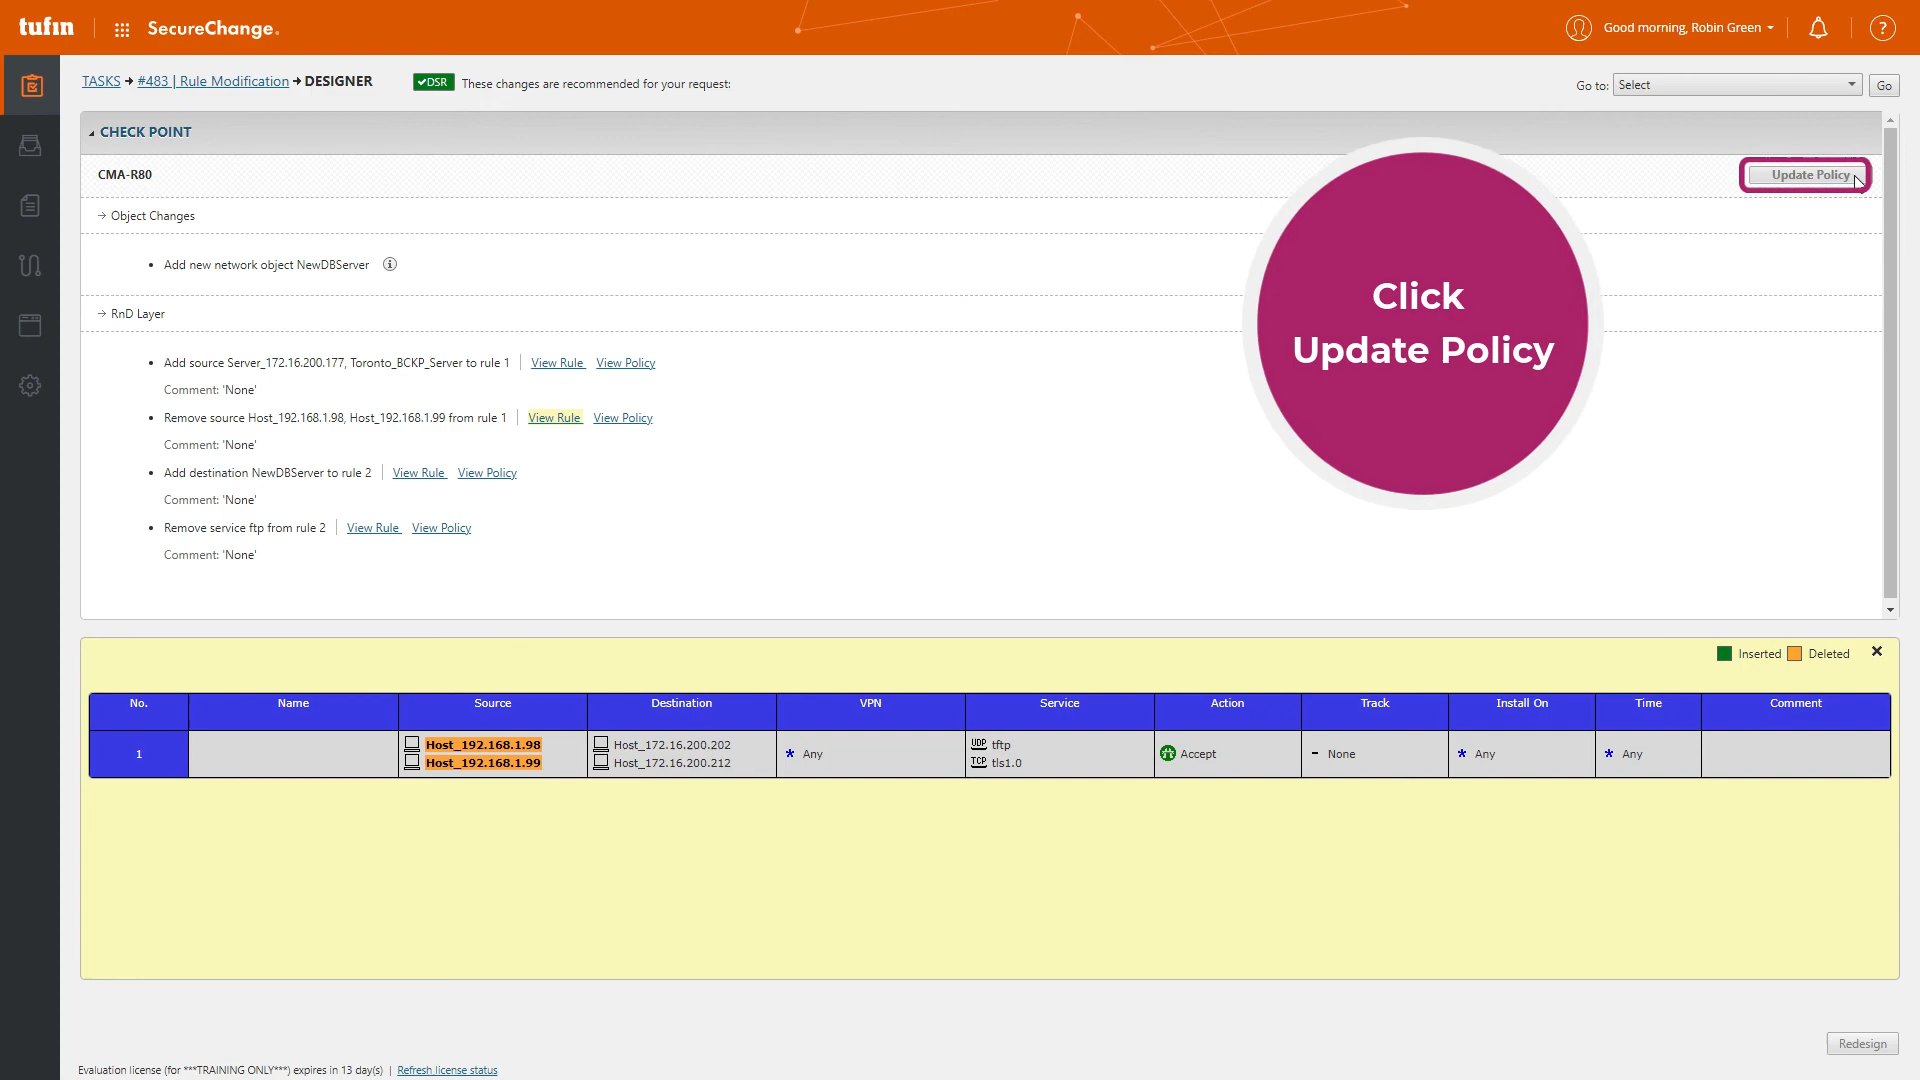 tufin SecureChange. Good morning, Robin Green ?
TASKS → #483 | Rule Modification → DESIGNER ✔DSR These changes are recommended for your request: Go to: Select Go
CHECK POINT
CMA-R80 Update Policy
→ Object Changes
• Add new network object NewDBServer i
→ RnD Layer
• Add source Server_172.16.200.177, Toronto_BCKP_Server to rule 1 | View Rule View Policy
Comment: 'None'
• Remove source Host_192.168.1.98, Host_192.168.1.99 from rule 1 | View Rule View Policy
Comment: 'None'
• Add destination NewDBServer to rule 2 | View Rule View Policy
Comment: 'None'
• Remove service ftp from rule 2 | View Rule View Policy
Comment: 'None'
Click
Update Policy
Inserted Deleted ×
No. Name Source Destination VPN Service Action Track Install On Time Comment
1 Host_192.168.1.98 Host_172.16.200.202 * Any UDP tftp Accept - None * Any * Any
Host_192.168.1.99 Host_172.16.200.212 TCP tls1.0
Redesign
Evaluation license (for ***TRAINING ONLY***) expires in 13 day(s) | Refresh license status